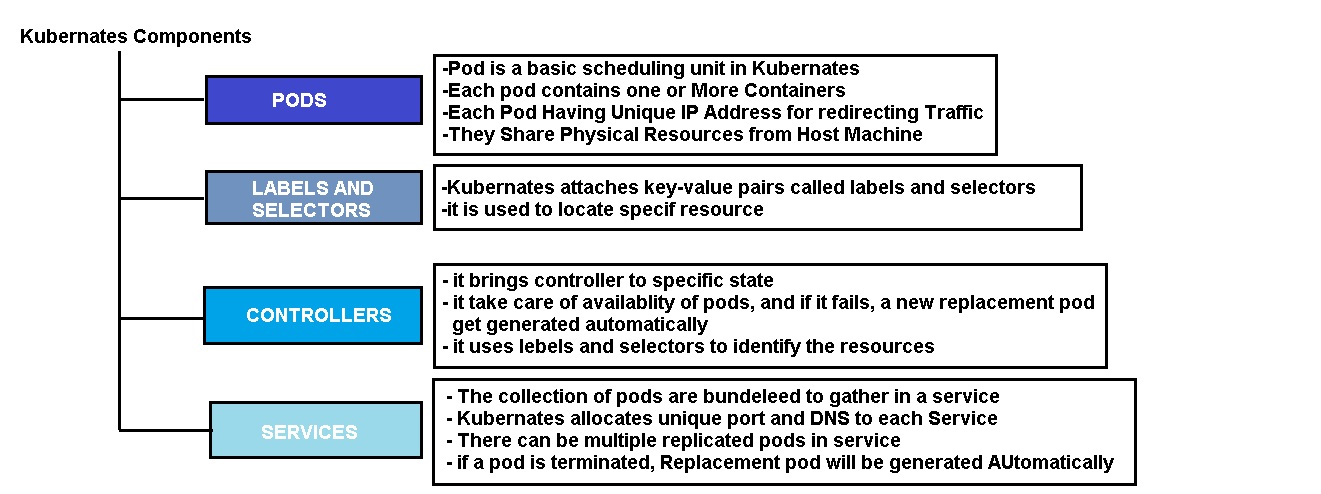 Kubernates Components
PODS
-Pod is a basic scheduling unit in Kubernates
-Each pod contains one or More Containers
-Each Pod Having Unique IP Address for redirecting Traffic
-They Share Physical Resources from Host Machine
LABELS AND
SELECTORS
-Kubernates attaches key-value pairs called labels and selectors
-it is used to locate specif resource
CONTROLLERS
- it brings controller to specific state
- it take care of availablity of pods, and if it fails, a new replacement pod
get generated automatically
- it uses lebels and selectors to identify the resources
SERVICES
- The collection of pods are bundeleed to gather in a service
- Kubernates allocates unique port and DNS to each Service
- There can be multiple replicated pods in service
- if a pod is terminated, Replacement pod will be generated AUtomatically